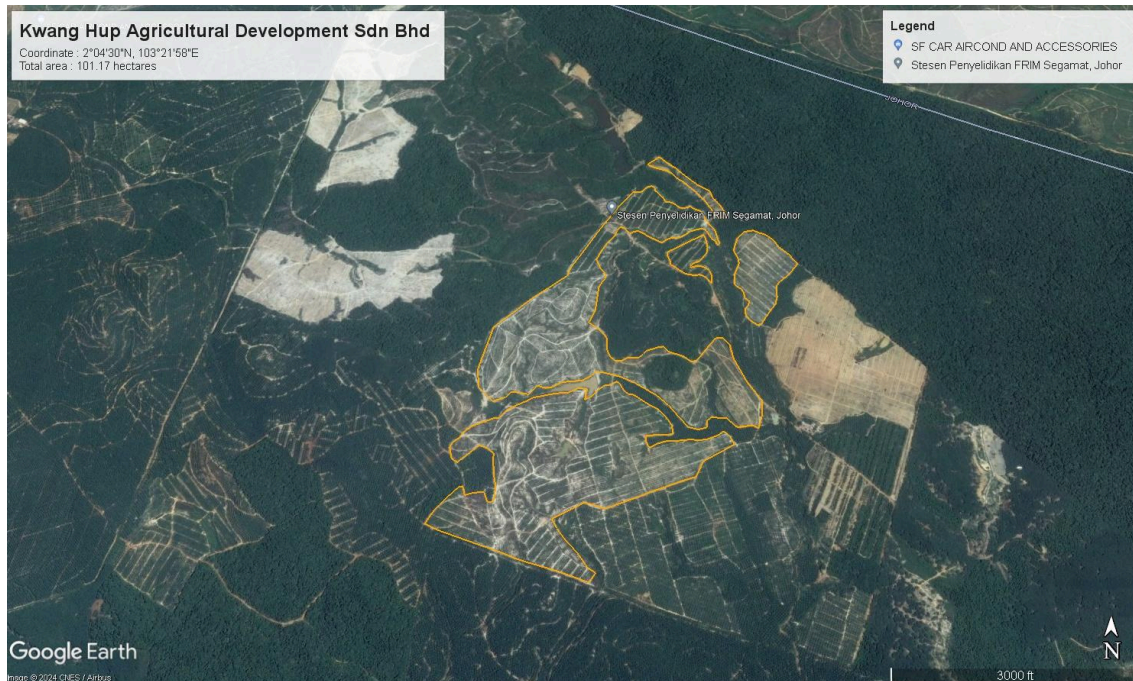 Kwang Hup Agricultural Development Sdn Bhd
Coordinate : 2°04'30"N, 103°21'58"E
Total area : 101.17 hectares
Legend
SF CAR AIRCOND AND ACCESSORIES
Stesen Penyelidikan FRIM Segamat, Johor
JOHOR
Stesen Penyelidikan FRIM Segamat, Johor
Google Earth
Image © 2024 CNES / Airbus
N
3000 ft